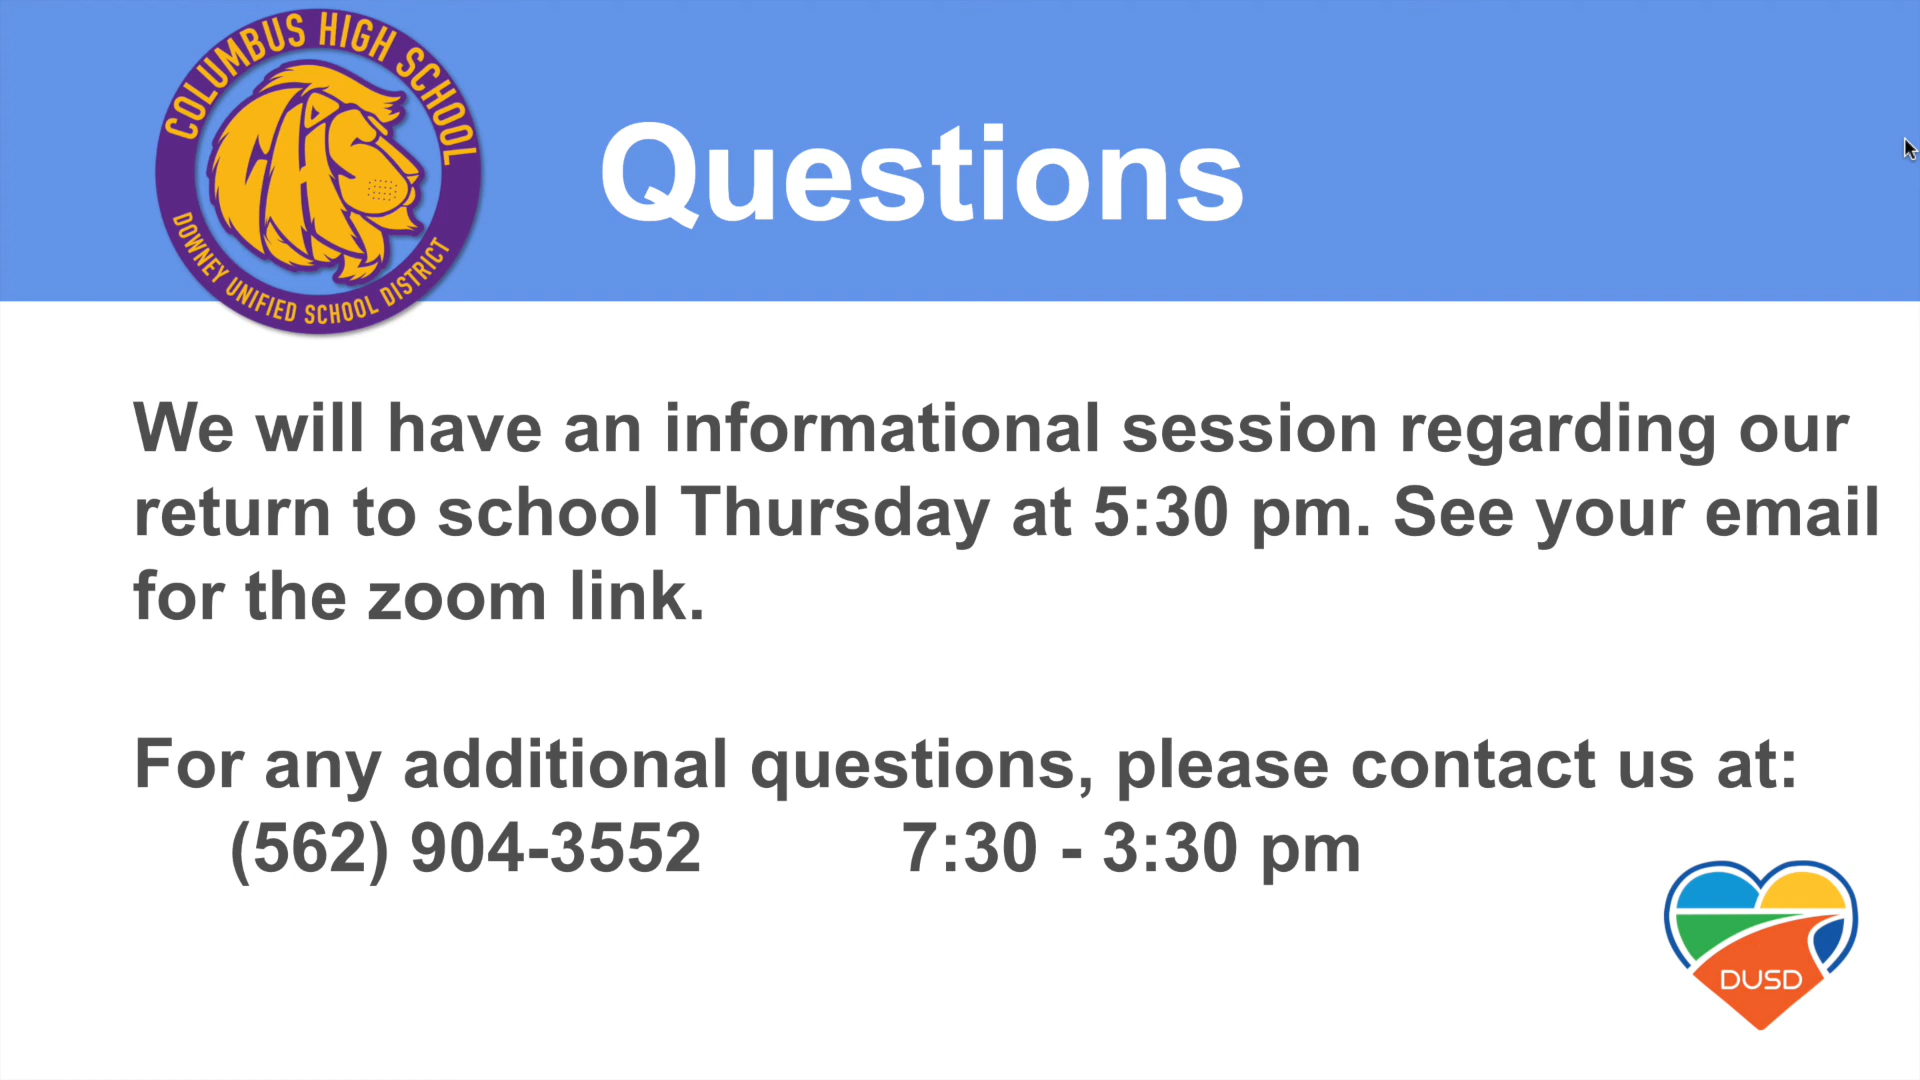 COLUMBUS HIGH SCHOOL
CHS
DOWNEY UNIFIED SCHOOL DISTRICT
Questions
We will have an informational session regarding our
return to school Thursday at 5:30 pm. See your email
for the zoom link.
For any additional questions, please contact us at:
(562) 904-3552 7:30 - 3:30 pm
DUSD